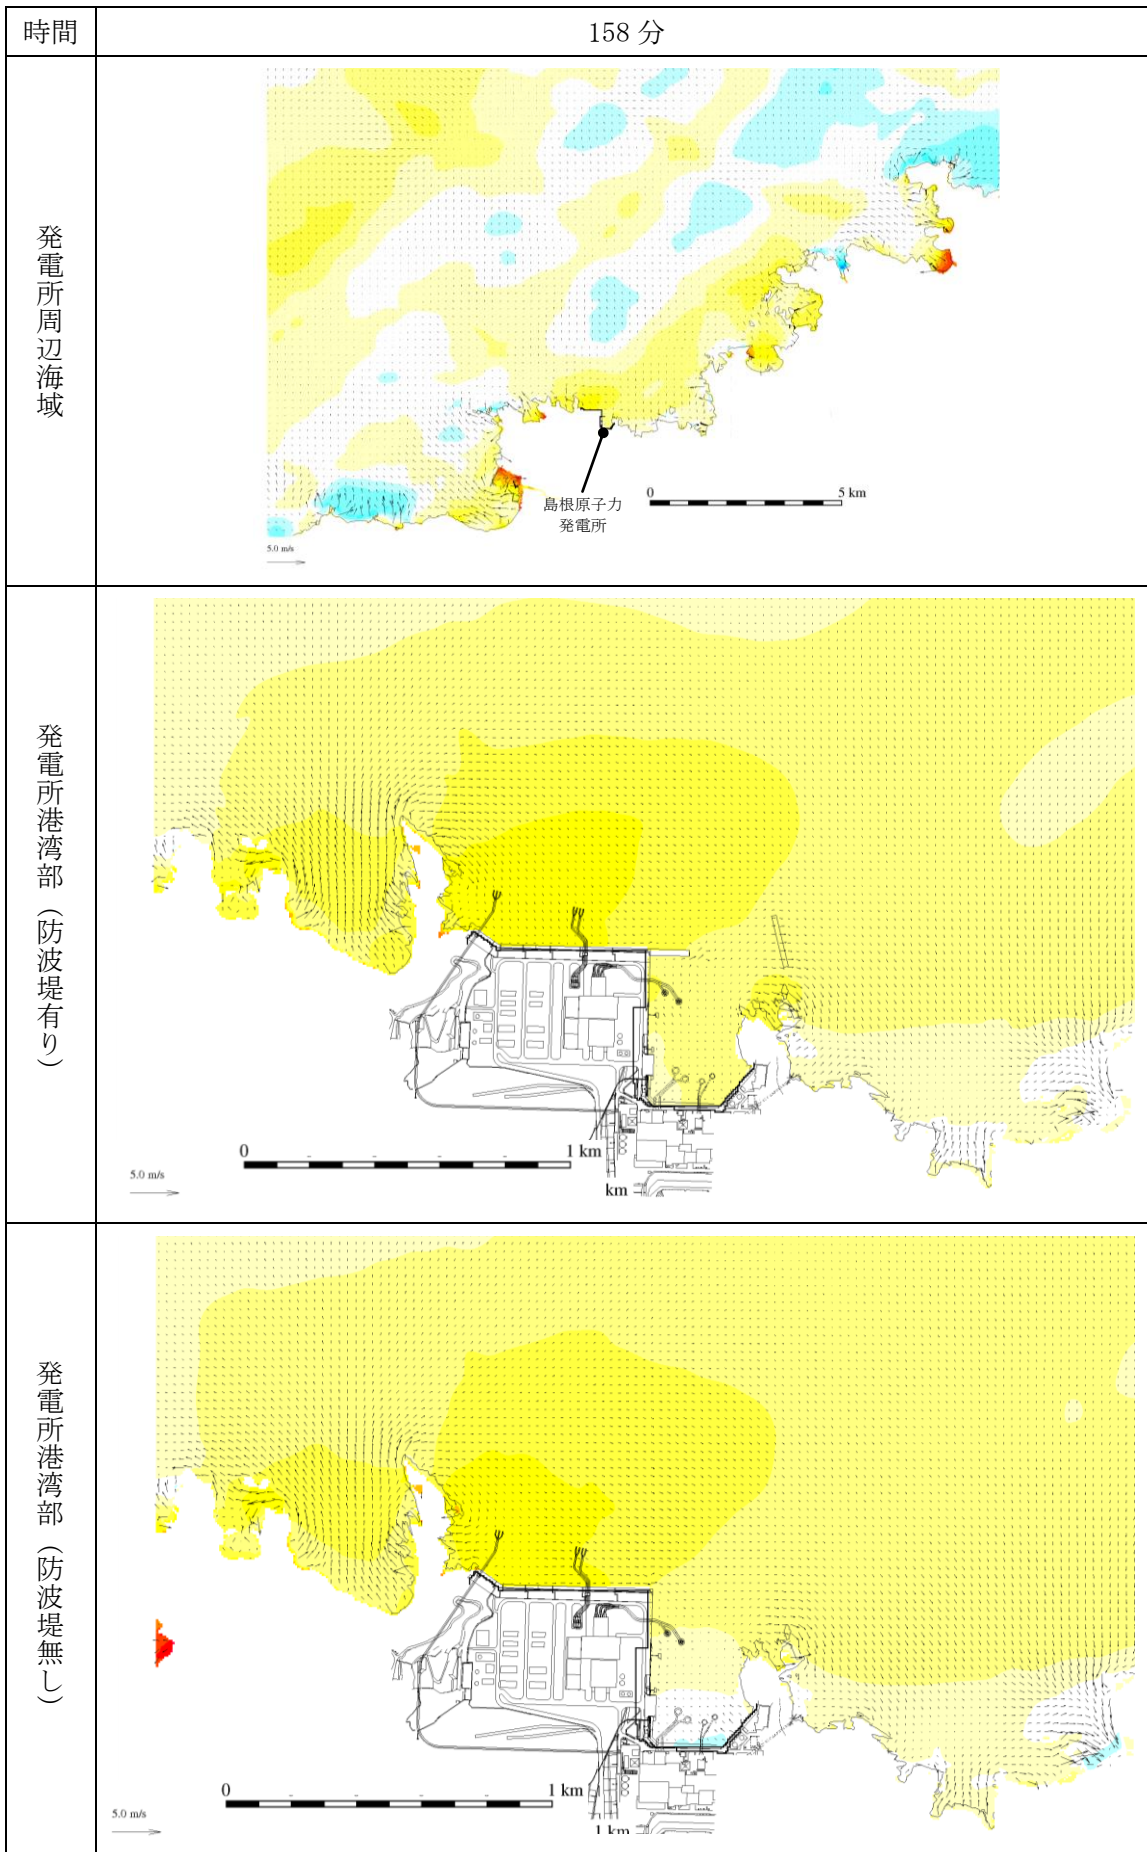 時間
158 分
発電所周辺海域
島根原子力
発電所
0
5 km
5.0 m/s
発電所港湾部（防波堤有り）
0
1 km
5.0 m/s
km
発電所港湾部（防波堤無し）
0
1 km
5.0 m/s
1 km